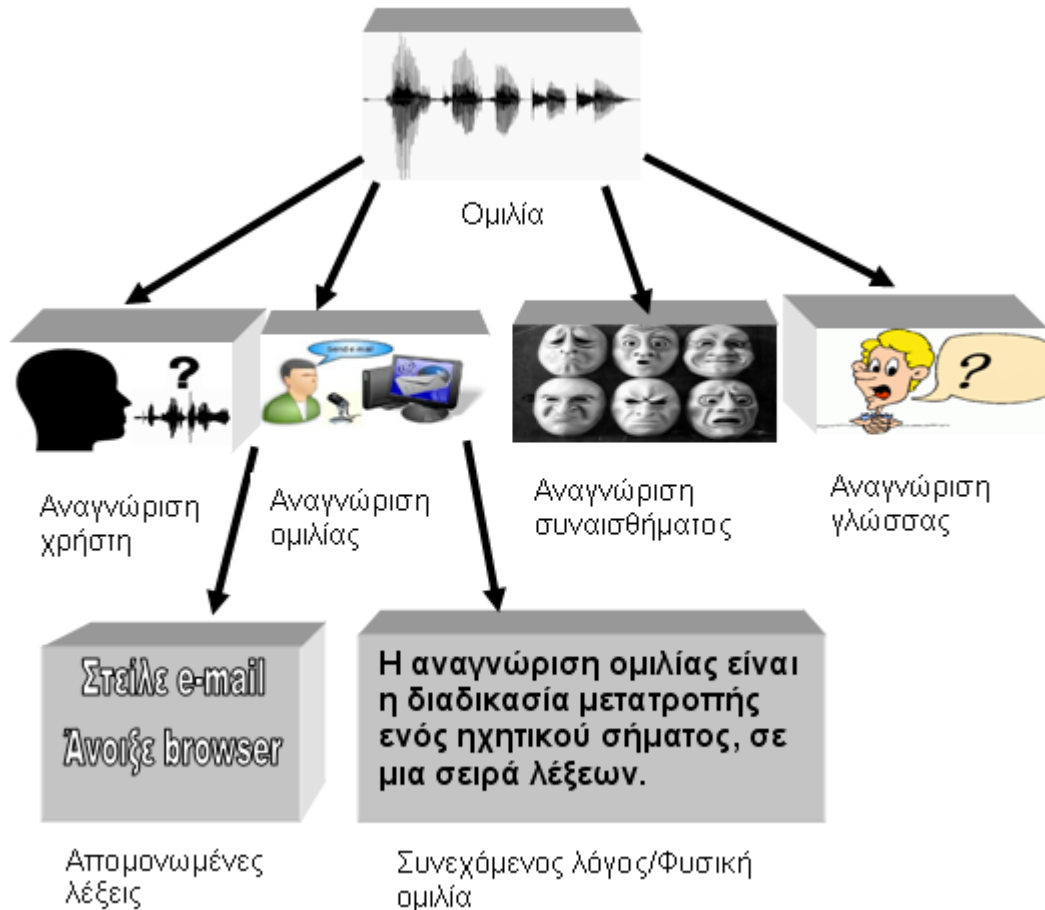 Ομιλία
?
Send e-mail
?
Αναγνώριση
χρήστη
Αναγνώριση
ομιλίας
Αναγνώριση
συναισθήματος
Αναγνώριση
γλώσσας
Στείλε e-mail
Άνοιξε browser
Η αναγνώριση ομιλίας είναι
η διαδικασία μετατροπής
ενός ηχητικού σήματος, σε
μια σειρά λέξεων.
Απομονωμένες
λέξεις
Συνεχόμενος λόγος/Φυσική
ομιλία